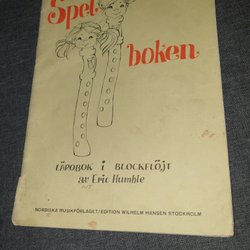 Spel
boken
LÄROBOK i BLOCKFLÖJT
av Eric Humble
NORDISKA MUSIKFÖRLAGET/EDITION WILHELM HANSEN STOCKHOLM